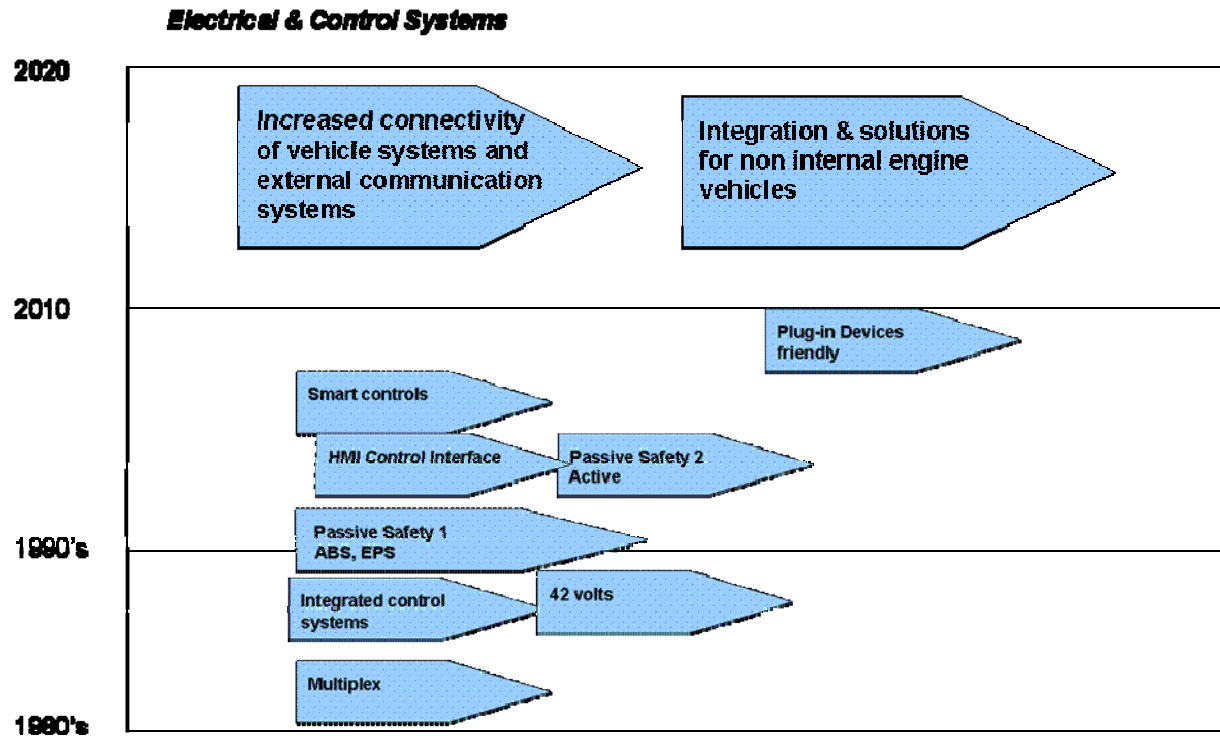 Electrical & Control Systems
2020
Increased connectivity
of vehicle systems and
external communication
systems
Integration & solutions
for non internal engine
vehicles
2010
Plug-in Devices
friendly
Smart controls
HMI Control Interface
Passive Safety 2
Active
Passive Safety 1
ABS, EPS
1990's
Integrated control
systems
42 volts
Multiplex
1980's